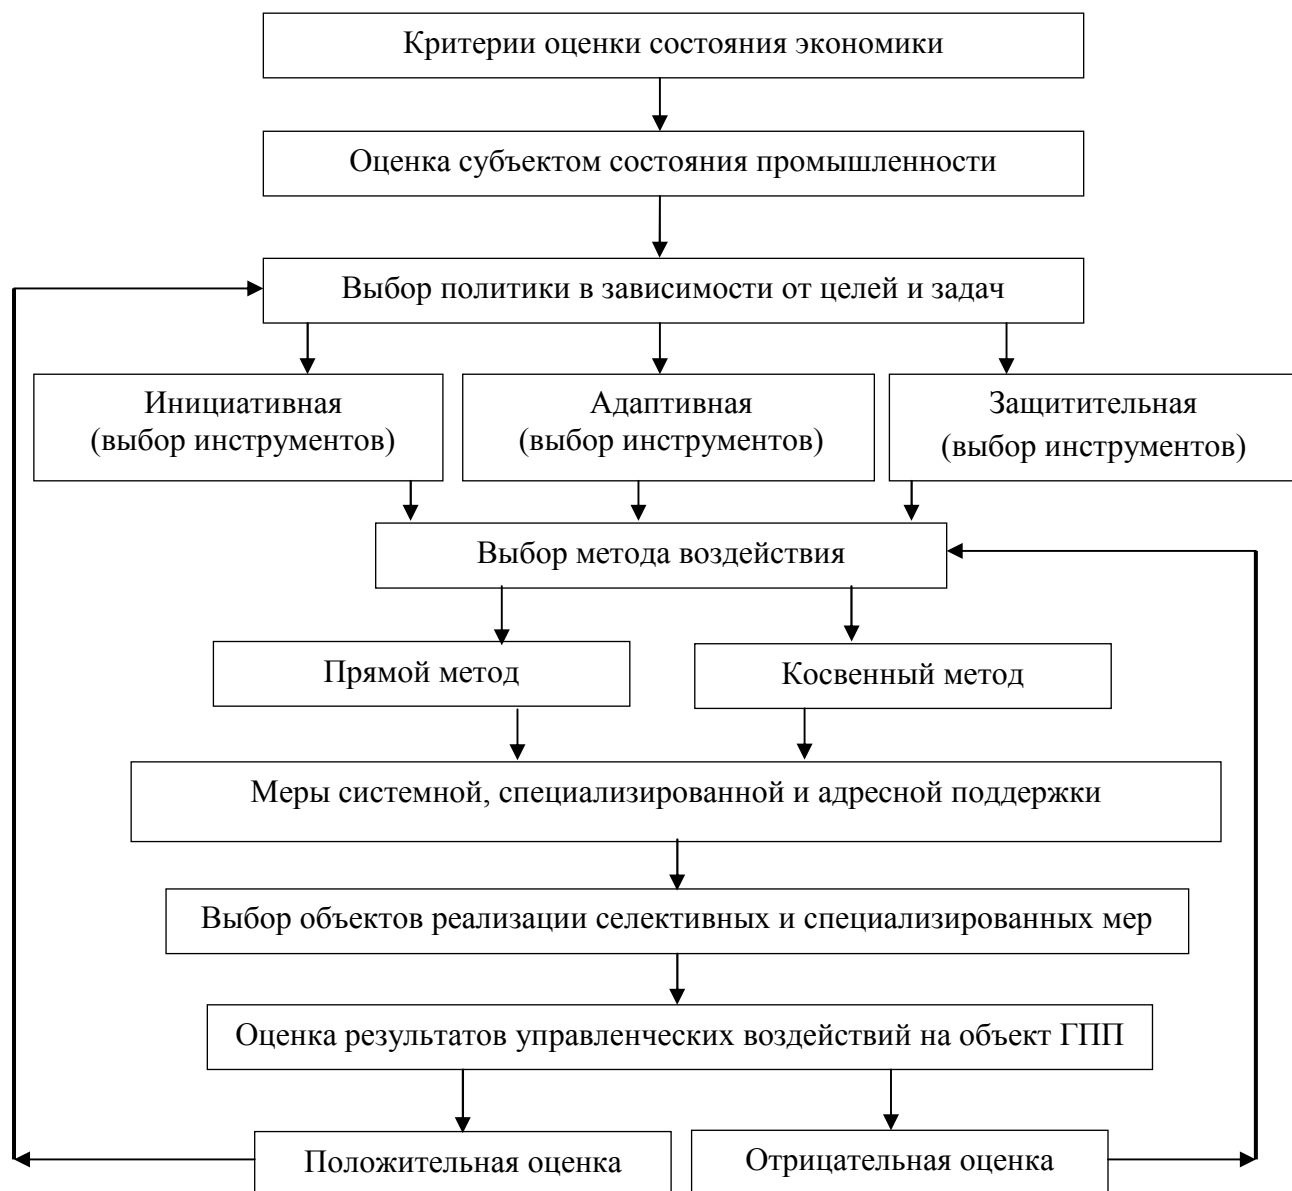 Критерии оценки состояния экономики
Оценка субъектом состояния промышленности
Выбор политики в зависимости от целей и задач
Инициативная
(выбор инструментов)
Адаптивная
(выбор инструментов)
Защитительная
(выбор инструментов)
Выбор метода воздействия
Прямой метод
Косвенный метод
Меры системной, специализированной и адресной поддержки
Выбор объектов реализации селективных и специализированных мер
Оценка результатов управленческих воздействий на объект ГПП
Положительная оценка
Отрицательная оценка